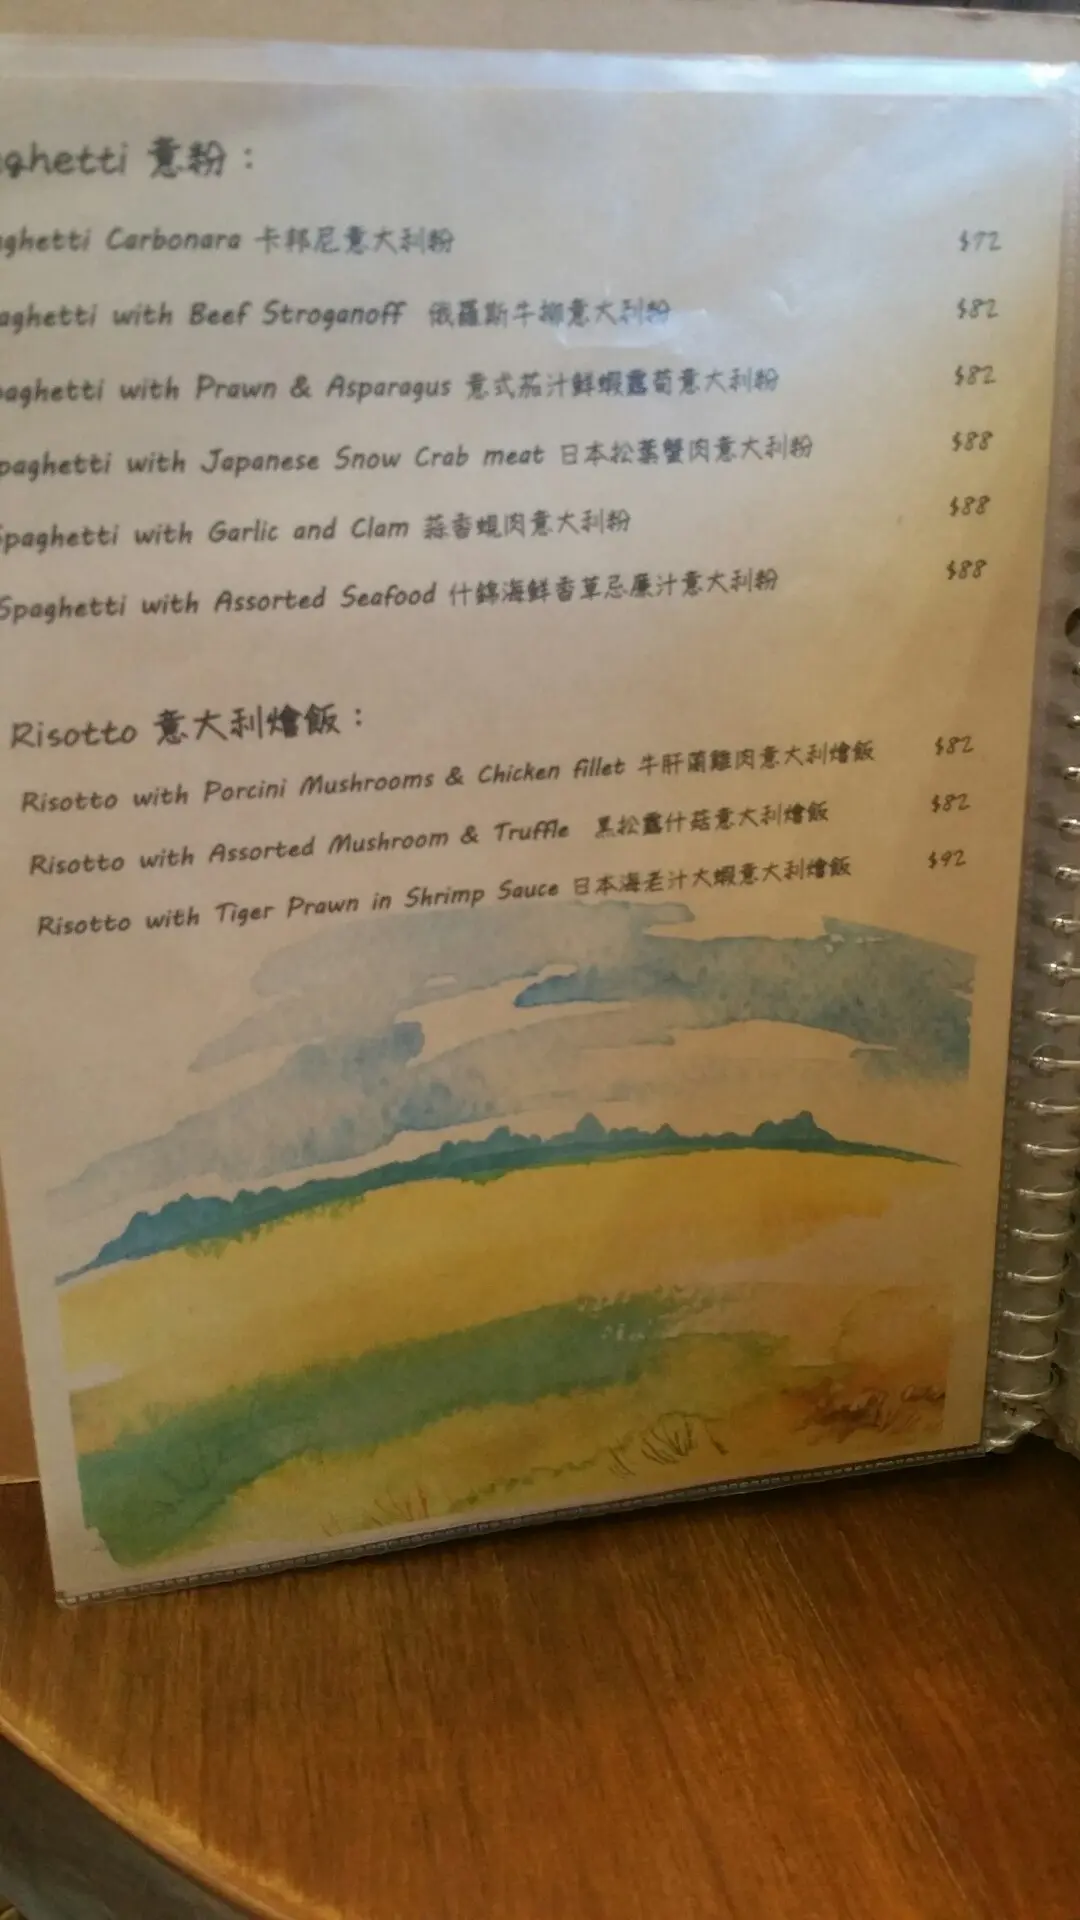 ghetti 意粉：
ghetti Carbonara 卡邦尼意大利粉 $72
aghetti with Beef Stroganoff 俄羅斯牛柳意大利粉 $82
paghetti with Prawn & Asparagus 意式茄汁鮮蝦露荀意大利粉 $82
paghetti with Japanese Snow Crab meat 日本松葉蟹肉意大利粉 $88
Spaghetti with Garlic and Clam 蒜香蜆肉意大利粉 $88
Spaghetti with Assorted Seafood 什錦海鮮香草忌廉汁意大利粉 $88
Risotto 意大利燴飯：
Risotto with Porcini Mushrooms & Chicken fillet 牛肝菌雞肉意大利燴飯 $82
Risotto with Assorted Mushroom & Truffle 黑松露什菇意大利燴飯 $82
Risotto with Tiger Prawn in Shrimp Sauce 日本海老汁大蝦意大利燴飯 $92